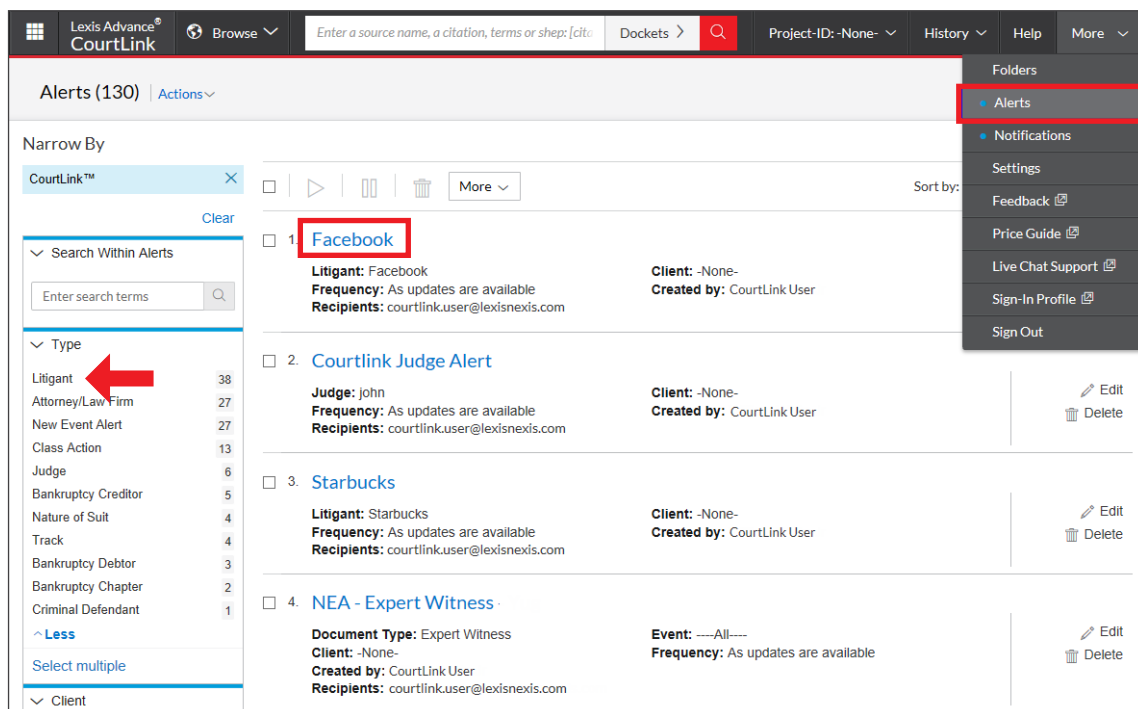 Lexis Advance®
CourtLink
Browse
Enter a source name, a citation, terms or shep: [cita
Dockets
Project-ID: -None-
History
Help
More
Folders
Alerts
Notifications
Settings
Feedback
Price Guide
Live Chat Support
Sign-In Profile
Sign Out
Alerts (130)
Actions
Narrow By
CourtLink™
Clear
Search Within Alerts
Enter search terms
Type
Litigant 38
Attorney/Law Firm 27
New Event Alert 27
Class Action 13
Judge 6
Bankruptcy Creditor 5
Nature of Suit 4
Track 4
Bankruptcy Debtor 3
Bankruptcy Chapter 2
Criminal Defendant 1
Less
Select multiple
Client
More
Sort by:
1. Facebook
Litigant: Facebook Client: -None-
Frequency: As updates are available Created by: CourtLink User
Recipients: courtlink.user@lexisnexis.com
2. Courtlink Judge Alert
Judge: john Client: -None-
Frequency: As updates are available Created by: CourtLink User
Recipients: courtlink.user@lexisnexis.com
Edit
Delete
3. Starbucks
Litigant: Starbucks Client: -None-
Frequency: As updates are available Created by: CourtLink User
Recipients: courtlink.user@lexisnexis.com
Edit
Delete
4. NEA - Expert Witness
Document Type: Expert Witness Event: ----All----
Client: -None- Frequency: As updates are available
Created by: CourtLink User
Recipients: courtlink.user@lexisnexis.com
Edit
Delete